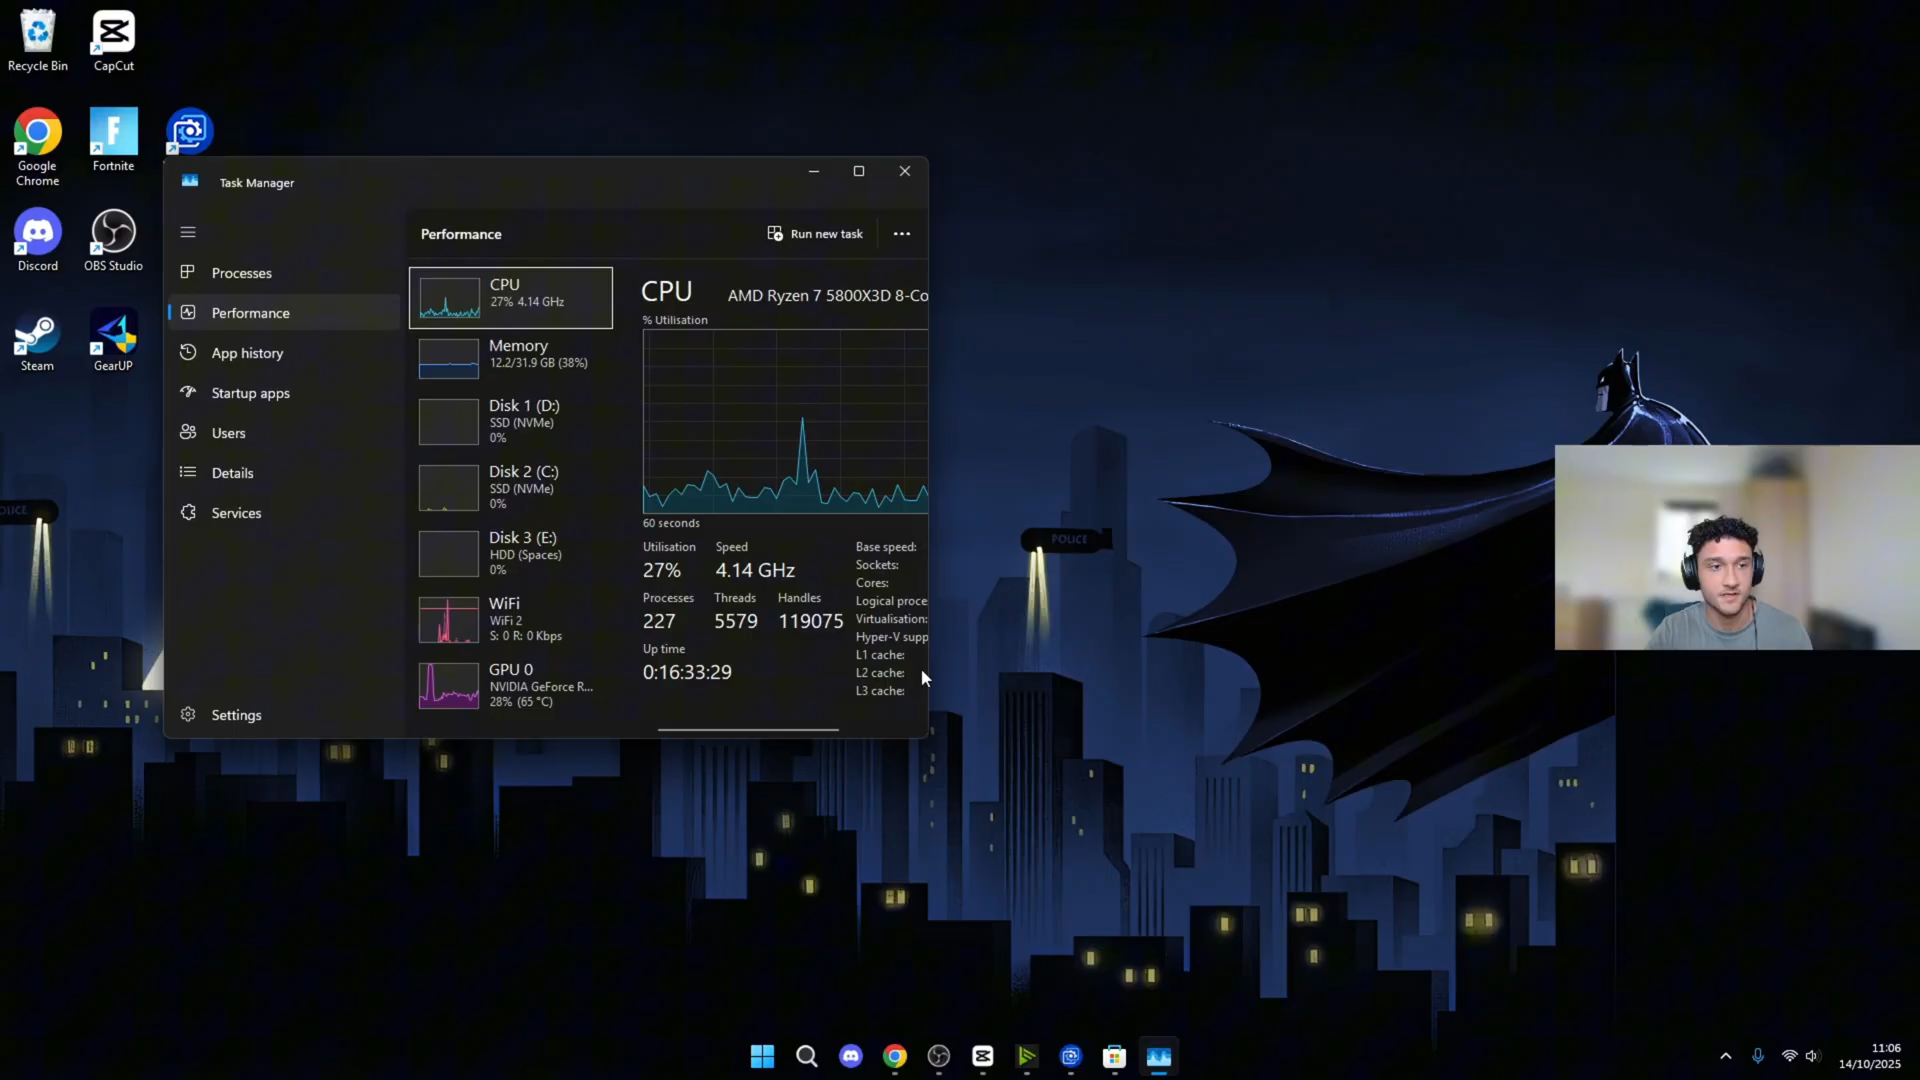 Recycle Bin
CapCut
Google
Chrome
Fortnite
Discord
OBS Studio
Steam
GearUP
Task Manager
Processes
Performance
App history
Startup apps
Users
Details
Services
Settings
Performance
Run new task
CPU
27% 4.14 GHz
Memory
12.2/31.9 GB (38%)
Disk 1 (D:)
SSD (NVMe)
0%
Disk 2 (C:)
SSD (NVMe)
0%
Disk 3 (E:)
HDD (Spaces)
0%
WiFi
WiFi 2
S: 0 R: 0 Kbps
GPU 0
NVIDIA GeForce R...
28% (65 °C)
CPU
AMD Ryzen 7 5800X3D 8-Co
% Utilisation
60 seconds
Utilisation
Speed
27%
4.14 GHz
Processes
Threads
Handles
227
5579
119075
Up time
0:16:33:29
Base speed:
Sockets:
Cores:
Logical proce
Virtualisation:
Hyper-V supp
L1 cache:
L2 cache:
L3 cache:
OLICE
POLICE
11:06
14/10/2025